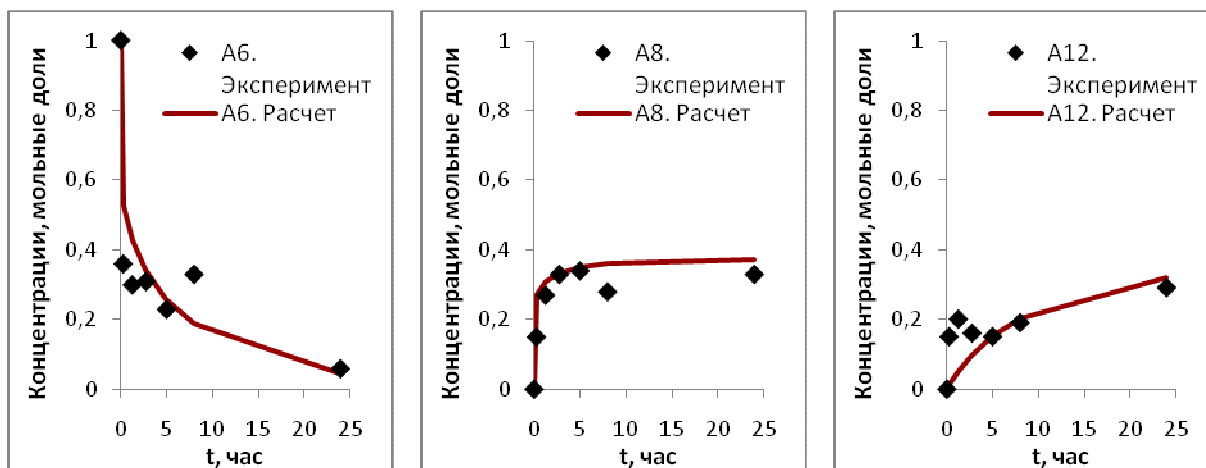 Концентрации, мольные доли
1
0,8
0,6
0,4
0,2
0
0 5 10 15 20 25
t, час
А6.
Эксперимент
А6. Расчет
Концентрации, мольные доли
1
0,8
0,6
0,4
0,2
0
0 5 10 15 20 25
t, час
А8.
Эксперимент
А8. Расчет
Концентрации, мольные доли
1
0,8
0,6
0,4
0,2
0
0 5 10 15 20 25
t, час
А12.
Эксперимент
А12. Расчет